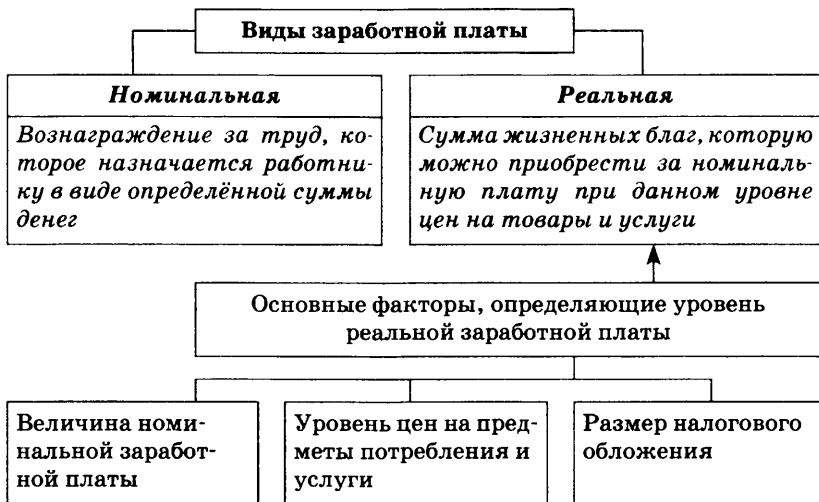 Виды заработной платы
Номинальная
Вознаграждение за труд, ко-
торое назначается работни-
ку в виде определённой суммы
денег
Реальная
Сумма жизненных благ, которую
можно приобрести за номиналь-
ную плату при данном уровне
цен на товары и услуги
Основные факторы, определяющие уровень
реальной заработной платы
Величина номи-
нальной заработ-
ной платы
Уровень цен на пред-
меты потребления и
услуги
Размер налогового
обложения